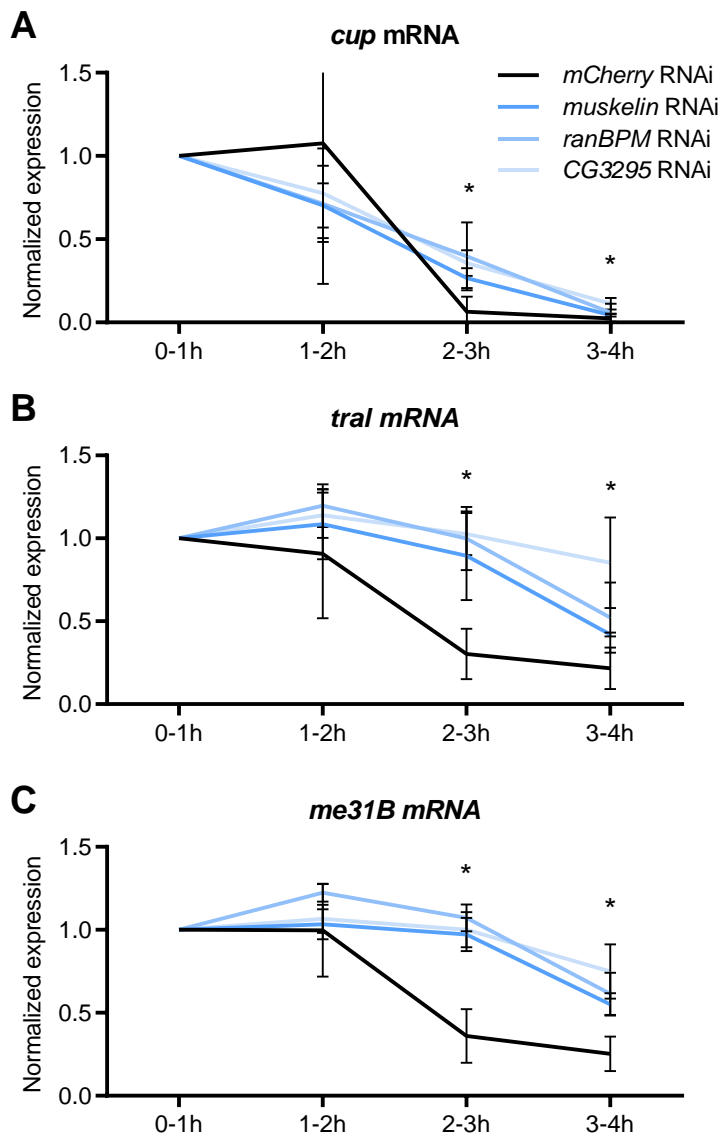 A
cup mRNA
Normalized expression
1.5
1.0
0.5
0.0
0-1h 1-2h 2-3h 3-4h
* *
mCherry RNAi
muskelin RNAi
ranBPM RNAi
CG3295 RNAi
B
tral mRNA
Normalized expression
1.5
1.0
0.5
0.0
0-1h 1-2h 2-3h 3-4h
* *
C
me31B mRNA
Normalized expression
1.5
1.0
0.5
0.0
0-1h 1-2h 2-3h 3-4h
* *